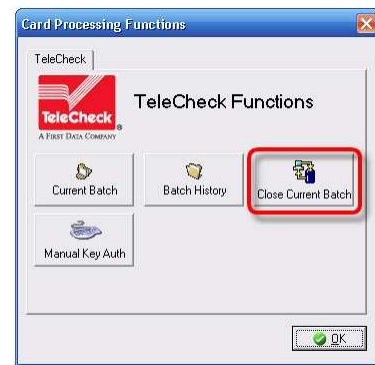 Card Processing Functions
TeleCheck
TeleCheck Functions
TeleCheck®
A First Data Company
Current Batch
Batch History
Close Current Batch
Manual Key Auth
OK